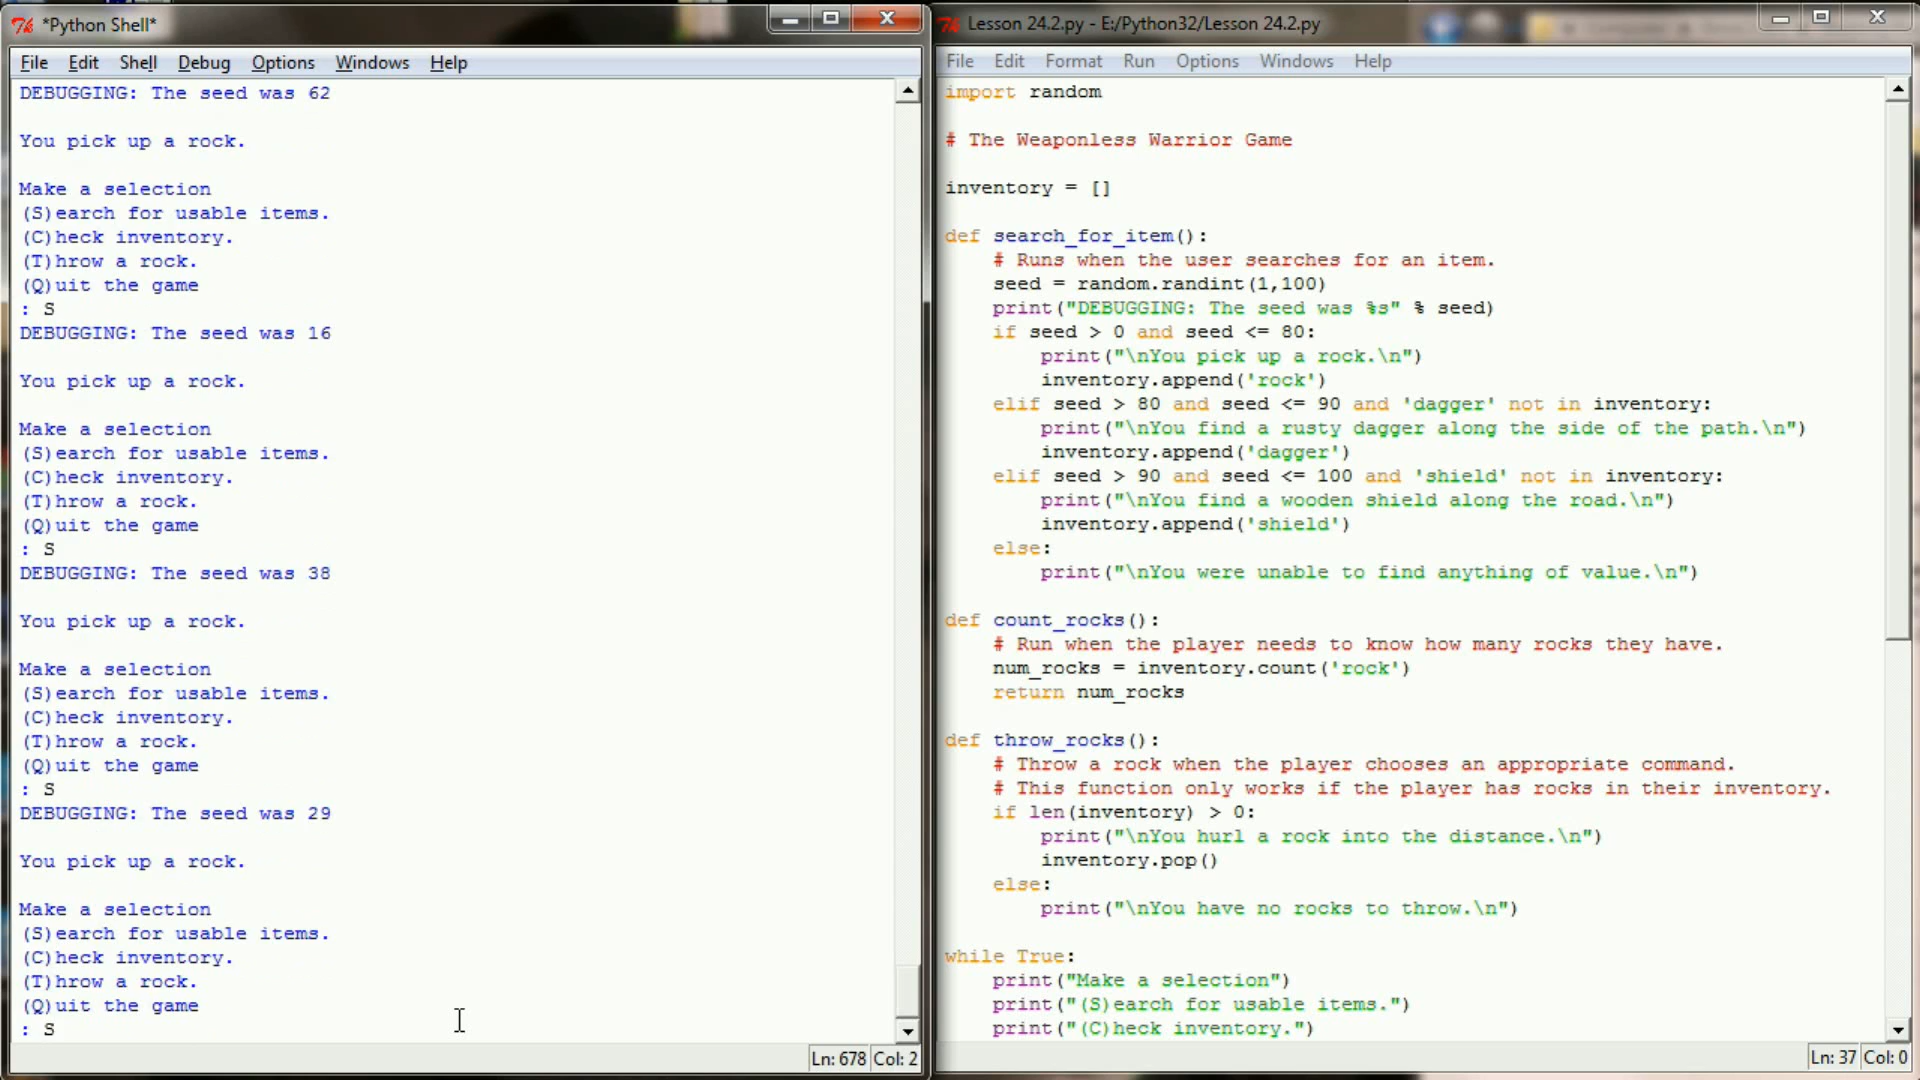 *Python Shell*
File Edit Shell Debug Options Windows Help
DEBUGGING: The seed was 62
You pick up a rock.
Make a selection
(S)earch for usable items.
(C)heck inventory.
(T)hrow a rock.
(Q)uit the game
: S
DEBUGGING: The seed was 16
You pick up a rock.
Make a selection
(S)earch for usable items.
(C)heck inventory.
(T)hrow a rock.
(Q)uit the game
: S
DEBUGGING: The seed was 38
You pick up a rock.
Make a selection
(S)earch for usable items.
(C)heck inventory.
(T)hrow a rock.
(Q)uit the game
: S
DEBUGGING: The seed was 29
You pick up a rock.
Make a selection
(S)earch for usable items.
(C)heck inventory.
(T)hrow a rock.
(Q)uit the game
: S
Ln: 678 Col: 2
Lesson 24.2.py - E:/Python32/Lesson 24.2.py
File Edit Format Run Options Windows Help
import random
# The Weaponless Warrior Game
inventory = []
def search_for_item():
    # Runs when the user searches for an item.
    seed = random.randint(1,100)
    print("DEBUGGING: The seed was %s" % seed)
    if seed > 0 and seed <= 80:
        print("\nYou pick up a rock.\n")
        inventory.append('rock')
    elif seed > 80 and seed <= 90 and 'dagger' not in inventory:
        print("\nYou find a rusty dagger along the side of the path.\n")
        inventory.append('dagger')
    elif seed > 90 and seed <= 100 and 'shield' not in inventory:
        print("\nYou find a wooden shield along the road.\n")
        inventory.append('shield')
    else:
        print("\nYou were unable to find anything of value.\n")
def count_rocks():
    # Run when the player needs to know how many rocks they have.
    num_rocks = inventory.count('rock')
    return num_rocks
def throw_rocks():
    # Throw a rock when the player chooses an appropriate command.
    # This function only works if the player has rocks in their inventory.
    if len(inventory) > 0:
        print("\nYou hurl a rock into the distance.\n")
        inventory.pop()
    else:
        print("\nYou have no rocks to throw.\n")
while True:
    print("Make a selection")
    print("(S)earch for usable items.")
    print("(C)heck inventory.")
Ln: 37 Col: 0